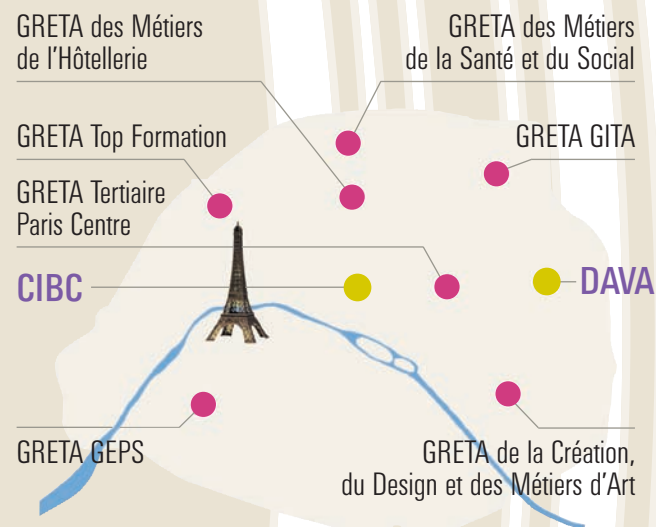 GRETA des Métiers
de l'Hôtellerie
GRETA des Métiers
de la Santé et du Social
GRETA Top Formation
GRETA GITA
GRETA Tertiaire
Paris Centre
CIBC
DAVA
GRETA GEPS
GRETA de la Création,
du Design et des Métiers d'Art